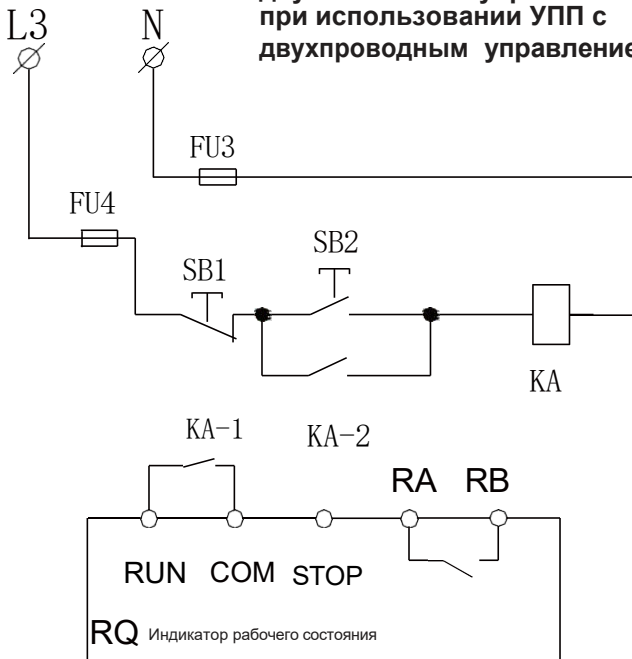 при использовании УПП с
двухпроводным управление
L3 N
FU3
FU4
SB2
SB1
KA
KA-1 KA-2
RA RB
RUN COM STOP
RQ Индикатор рабочего состояния